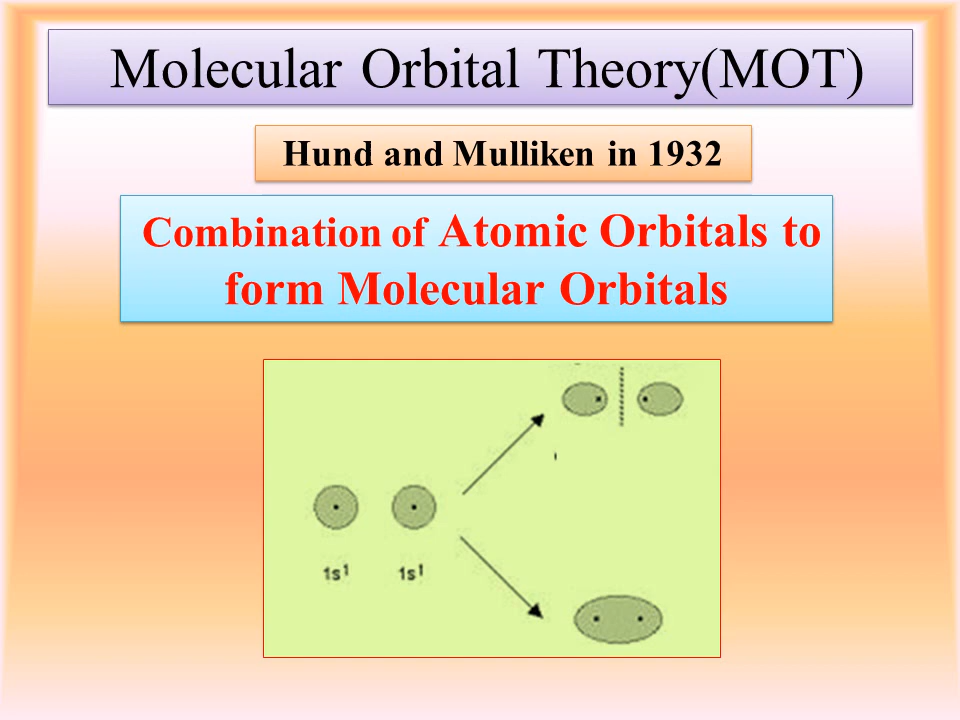 Molecular Orbital Theory(MOT)
Hund and Mulliken in 1932
Combination of Atomic Orbitals to
form Molecular Orbitals
1s¹ 1s¹